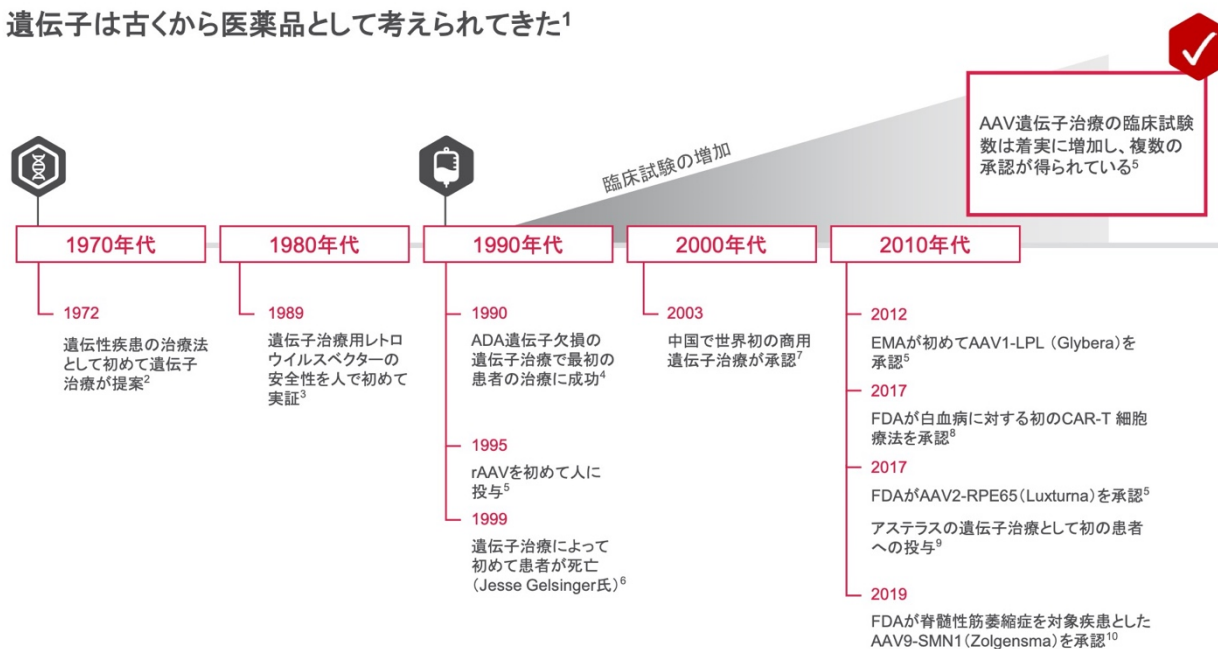 遺伝子は古くから医薬品として考えられてきた1
AAV遺伝子治療の臨床試験
数は着実に増加し、複数の
承認が得られている5
臨床試験の増加
1970年代
1980年代
1990年代
2000年代
2010年代
1972
遺伝性疾患の治療法
として初めて遺伝子
治療が提案2
1989
遺伝子治療用レトロ
ウイルスベクターの
安全性を人で初めて
実証3
1990
ADA遺伝子欠損の
遺伝子治療で最初の
患者の治療に成功4
1995
rAAVを初めて人に
投与5
1999
遺伝子治療によって
初めて患者が死亡
(Jesse Gelsinger氏)6
2003
中国で世界初の商用
遺伝子治療が承認7
2012
EMAが初めてAAV1-LPL (Glybera)を
承認5
2017
FDAが白血病に対する初のCAR-T 細胞
療法を承認8
2017
FDAがAAV2-RPE65(Luxturna)を承認5
アステラスの遺伝子治療として初の患者
への投与9
2019
FDAが脊髄性筋萎縮症を対象疾患とした
AAV9-SMN1(Zolgensma)を承認10